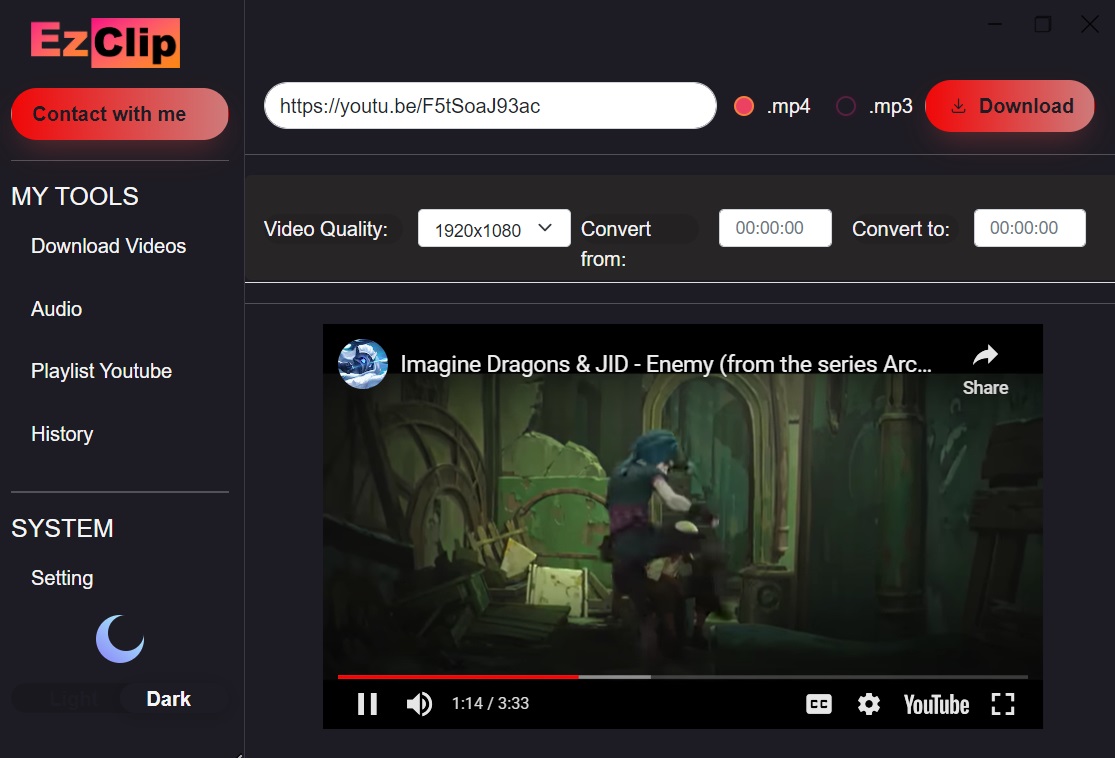 EzClip
Contact with me
MY TOOLS
Download Videos
Audio
Playlist Youtube
History
SYSTEM
Setting
Light Dark
https://youtu.be/F5tSoaJ93ac .mp4 .mp3 Download
Video Quality: 1920x1080 Convert from: 00:00:00 Convert to: 00:00:00
Imagine Dragons & JID - Enemy (from the series Arc...
Share
1:14 / 3:33 CC YouTube